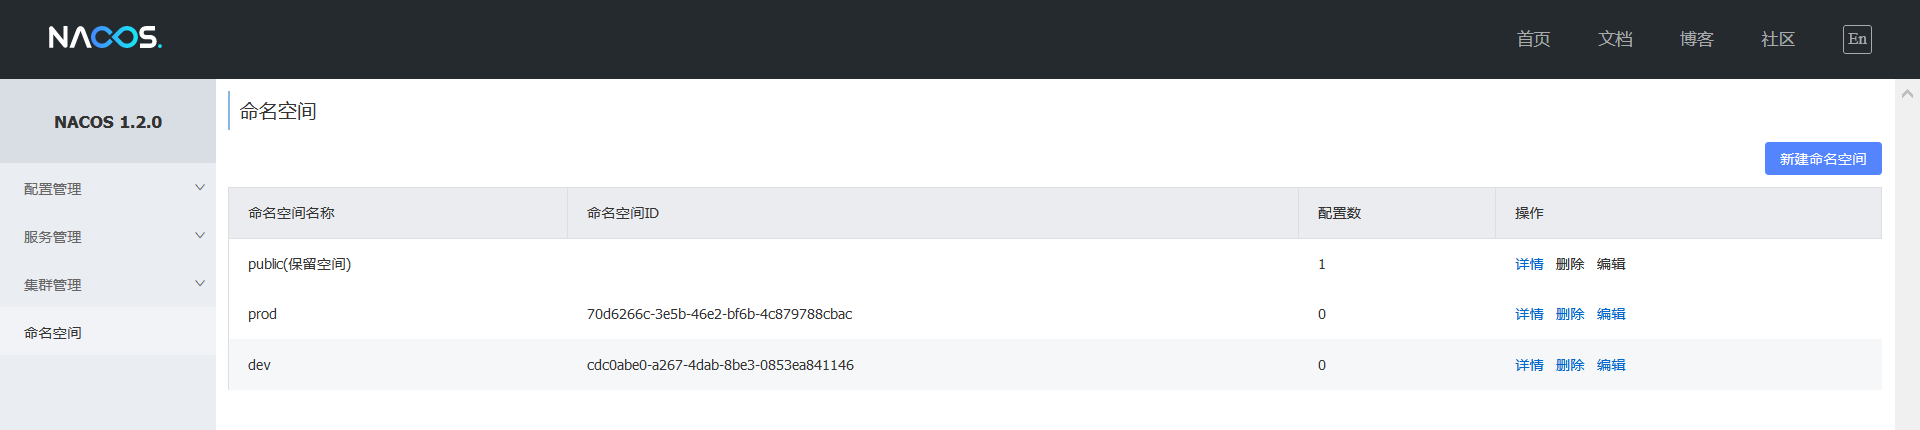 NACOS.
首页 文档 博客 社区 En
NACOS 1.2.0
配置管理
服务管理
集群管理
命名空间
命名空间
新建命名空间
命名空间名称 命名空间ID 配置数 操作
public(保留空间) 1 详情 删除 编辑
prod 70d6266c-3e5b-46e2-bf6b-4c879788cbac 0 详情 删除 编辑
dev cdc0abe0-a267-4dab-8be3-0853ea841146 0 详情 删除 编辑